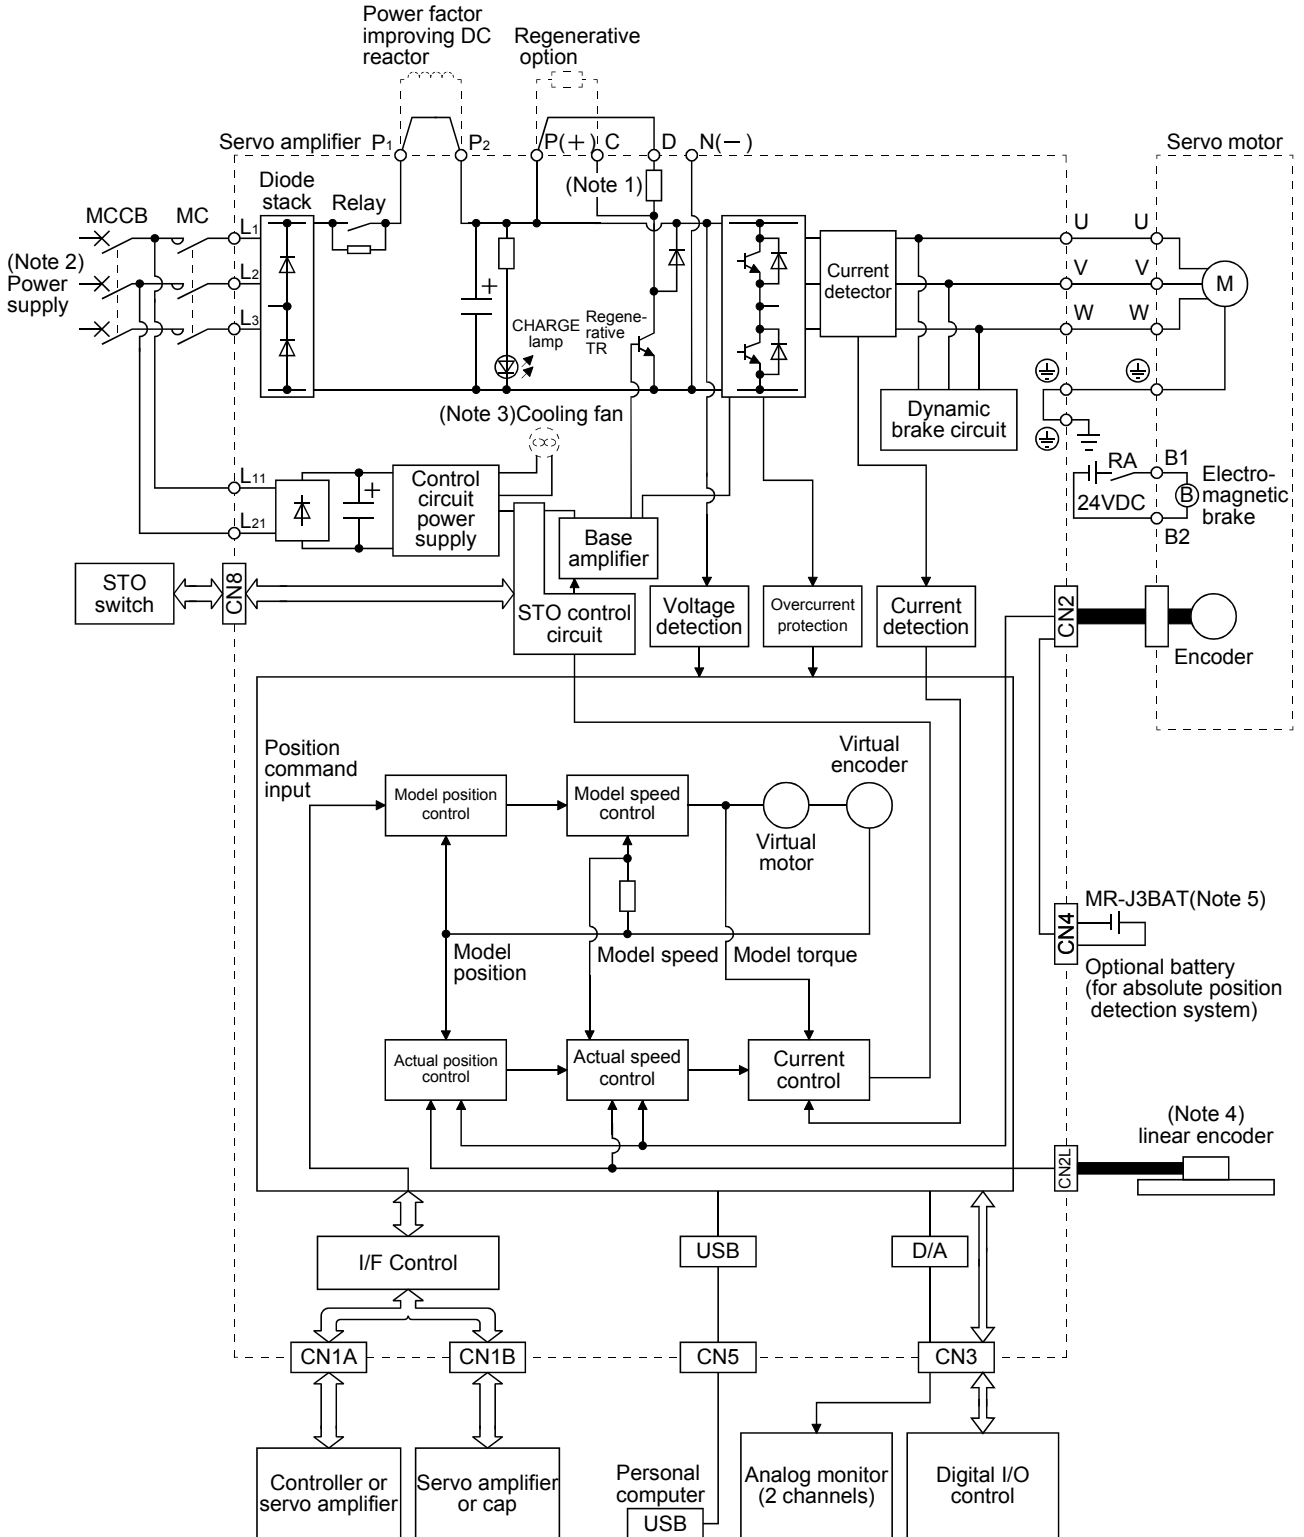 Power factor
improving DC
reactor
Regenerative
option
Servo amplifier
P1
P2
P(+)
C
D
N(−)
Servo motor
Diode
stack
Relay
(Note 1)
MCCB
MC
L1
L2
L3
(Note 2)
Power
supply
+
CHARGE
lamp
Regene-
rative
TR
Current
detector
U
V
W
U
V
W
M
Dynamic
brake circuit
(Note 3)Cooling fan
L11
L21
+
Control
circuit
power
supply
Base
amplifier
RA
24VDC
B1
B
B2
Electro-
magnetic
brake
STO
switch
CN8
STO control
circuit
Voltage
detection
Overcurrent
protection
Current
detection
CN2
Encoder
Position
command
input
Model position
control
Model speed
control
Virtual
motor
Virtual
encoder
Model
position
Model speed
Model torque
CN4
MR-J3BAT(Note 5)
Optional battery
(for absolute position
detection system)
Actual position
control
Actual speed
control
Current
control
CN2L
(Note 4)
linear encoder
I/F Control
USB
D/A
CN1A
CN1B
CN5
CN3
Controller or
servo amplifier
Servo amplifier
or cap
Personal
computer
USB
Analog monitor
(2 channels)
Digital I/O
control